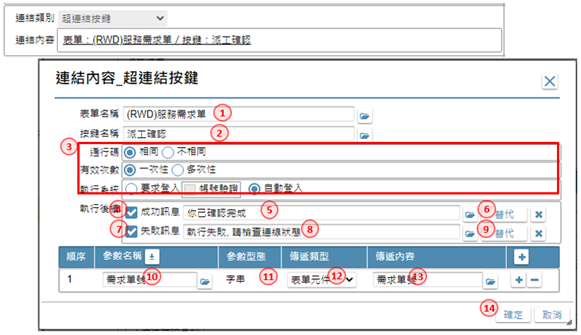 連結類別 超連結按鍵
連結內容 表單：(RWD)服務需求單 / 按鍵：派工確認
連結內容_超連結按鍵
表單名稱 (RWD)服務需求單 1
按鍵名稱 派工確認 2
3 通行碼 相同 不相同
有效次數 一次性 多次性
執行系統 要求登入 帳號驗證 自動登入
執行後續 成功訊息 你已確認完成 5 6 替代
7 失敗訊息 執行失敗, 請檢查連線狀態 8 9 替代
順序 參數名稱 參數型態 傳遞類型 傳遞內容
1 需求單號 10 字串 11 表單元件 12 需求單號 13
14 確定 取消